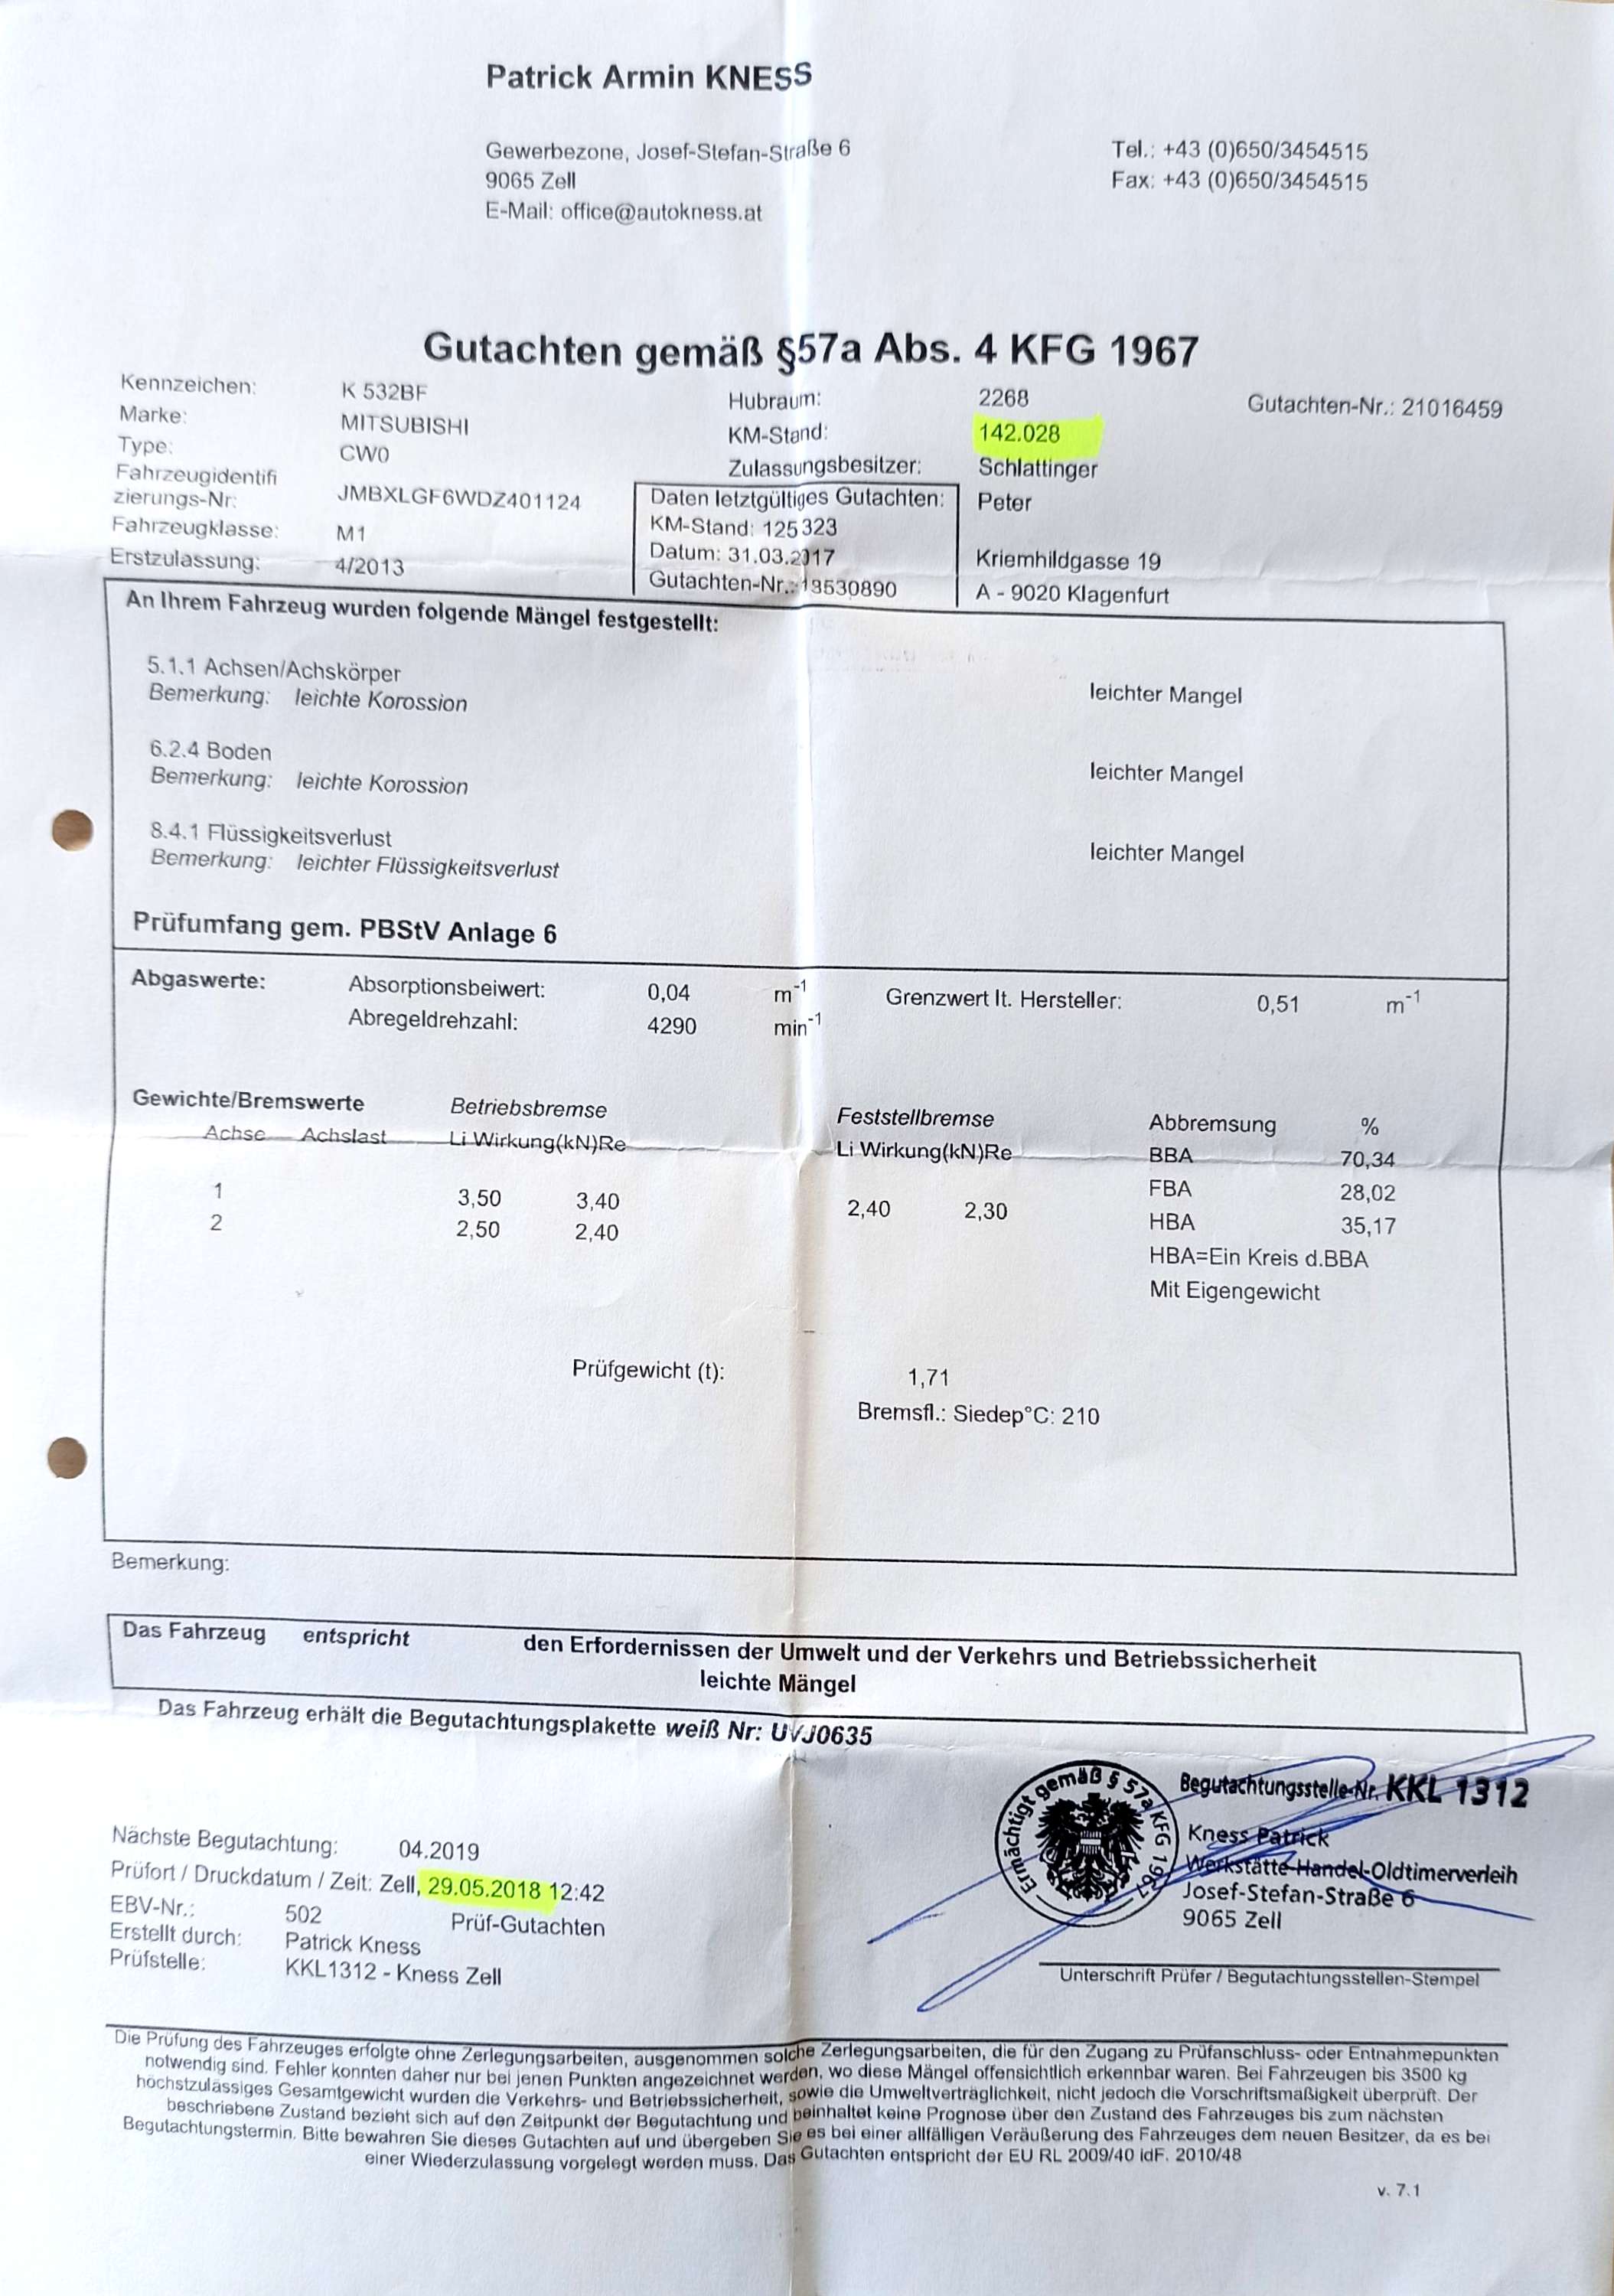 Patrick Armin KNESS
Gewerbezone, Josef-Stefan-Straße 6
9065 Zell
E-Mail: office@autokness.at
Tel.: +43 (0)650/3454515
Fax: +43 (0)650/3454515
Gutachten gemäß §57a Abs. 4 KFG 1967
Kennzeichen: K 532BF
Marke: MITSUBISHI
Type: CW0
Fahrzeugidentifi
zierungs-Nr: JMBXLGF6WDZ401124
Fahrzeugklasse: M1
Erstzulassung: 4/2013
Hubraum: 2268
KM-Stand: 142.028
Zulassungsbesitzer: Schlattinger
Peter
Kriemhildgasse 19
A - 9020 Klagenfurt
Gutachten-Nr.: 21016459
Daten letztgültiges Gutachten:
KM-Stand: 125323
Datum: 31.03.2017
Gutachten-Nr.: 13530890
An Ihrem Fahrzeug wurden folgende Mängel festgestellt:
5.1.1 Achsen/Achskörper
Bemerkung: leichte Korossion leichter Mangel
6.2.4 Boden
Bemerkung: leichte Korossion leichter Mangel
8.4.1 Flüssigkeitsverlust
Bemerkung: leichter Flüssigkeitsverlust leichter Mangel
Prüfumfang gem. PBStV Anlage 6
Abgaswerte: Absorptionsbeiwert: 0,04 m-1 Grenzwert lt. Hersteller: 0,51 m-1
Abregeldrehzahl: 4290 min-1
Gewichte/Bremswerte Betriebsbremse Feststellbremse Abbremsung %
Achse Achslast Li Wirkung(kN)Re Li Wirkung(kN)Re BBA 70,34
1 3,50 3,40 FBA 28,02
2 2,50 2,40 2,40 2,30 HBA 35,17
HBA=Ein Kreis d.BBA
Mit Eigengewicht
Prüfgewicht (t): 1,71
Bremsfl.: Siedep°C: 210
Bemerkung:
Das Fahrzeug entspricht den Erfordernissen der Umwelt und der Verkehrs und Betriebssicherheit
leichte Mängel
Das Fahrzeug erhält die Begutachtungsplakette weiß Nr: UVJ0635
Nächste Begutachtung: 04.2019
Prüfort / Druckdatum / Zeit: Zell, 29.05.2018 12:42
EBV-Nr.: 502 Prüf-Gutachten
Erstellt durch: Patrick Kness
Prüfstelle: KKL1312 - Kness Zell
Ermächtigt gemäß § 57a KFG 1967
Begutachtungsstelle-Nr. KKL 1312
Kness Patrick
Werkstätte-Handel-Oldtimerverleih
Josef-Stefan-Straße 6
9065 Zell
Unterschrift Prüfer / Begutachtungsstellen-Stempel
Die Prüfung des Fahrzeuges erfolgte ohne Zerlegungsarbeiten, ausgenommen solche Zerlegungsarbeiten, die für den Zugang zu Prüfanschluss- oder Entnahmepunkten
notwendig sind. Fehler konnten daher nur bei jenen Punkten angezeichnet werden, wo diese Mängel offensichtlich erkennbar waren. Bei Fahrzeugen bis 3500 kg
höchstzulässiges Gesamtgewicht wurden die Verkehrs- und Betriebssicherheit, sowie die Umweltverträglichkeit, nicht jedoch die Vorschriftsmaßigkeit überprüft. Der
beschriebene Zustand bezieht sich auf den Zeitpunkt der Begutachtung und beinhaltet keine Prognose über den Zustand des Fahrzeuges bis zum nächsten
Begutachtungstermin. Bitte bewahren Sie dieses Gutachten auf und übergeben Sie es bei einer allfälligen Veräußerung des Fahrzeuges dem neuen Besitzer, da es bei
einer Wiederzulassung vorgelegt werden muss. Das Gutachten entspricht der EU RL 2009/40 idF. 2010/48
v. 7.1